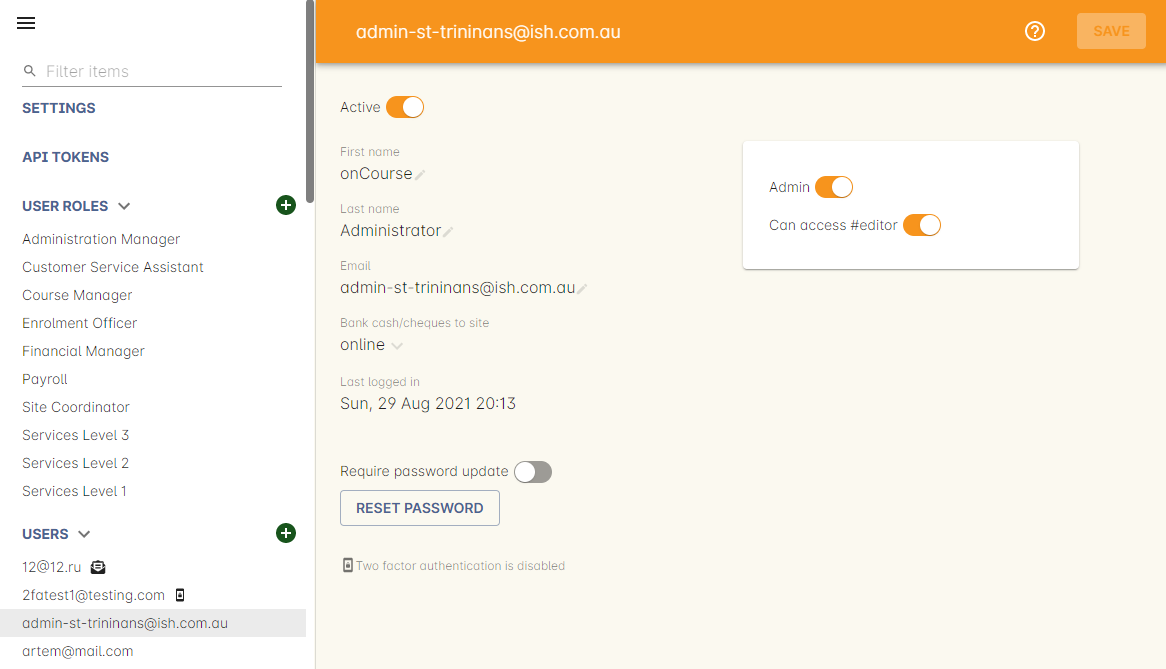 Filter items
SETTINGS
API TOKENS
USER ROLES
Administration Manager
Customer Service Assistant
Course Manager
Enrolment Officer
Financial Manager
Payroll
Site Coordinator
Services Level 3
Services Level 2
Services Level 1
USERS
12@12.ru
2fatest1@testing.com
admin-st-trininans@ish.com.au
artem@mail.com
admin-st-trininans@ish.com.au
SAVE
Active
First name
onCourse
Last name
Administrator
Email
admin-st-trininans@ish.com.au
Bank cash/cheques to site
online
Last logged in
Sun, 29 Aug 2021 20:13
Require password update
RESET PASSWORD
Two factor authentication is disabled
Admin
Can access #editor